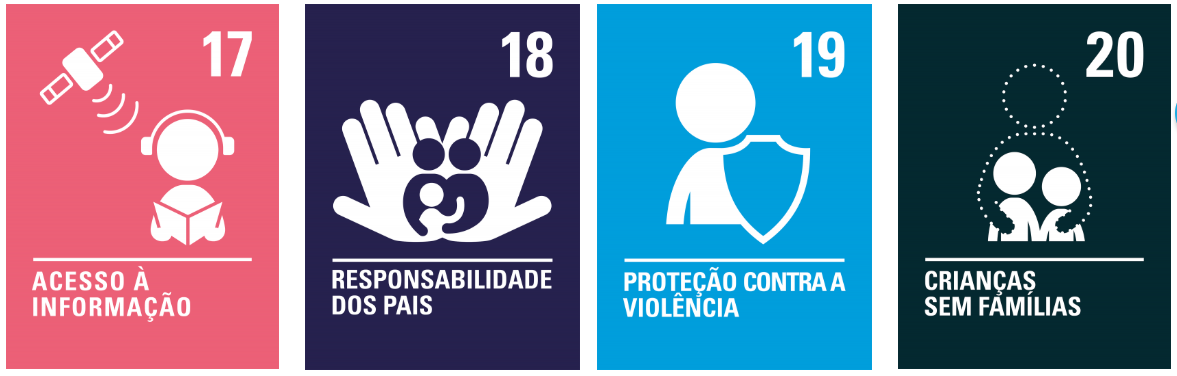 17
ACESSO À
INFORMAÇÃO
18
RESPONSABILIDADE
DOS PAIS
19
PROTEÇÃO CONTRA A
VIOLÊNCIA
20
CRIANÇAS
SEM FAMÍLIAS